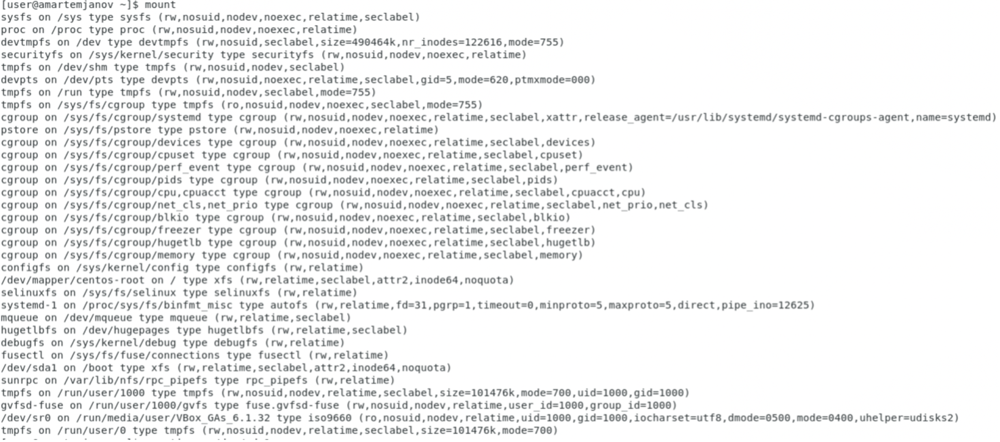 [user@amartemjanov ~]$ mount
sysfs on /sys type sysfs (rw,nosuid,nodev,noexec,relatime,seclabel)
proc on /proc type proc (rw,nosuid,nodev,noexec,relatime)
devtmpfs on /dev type devtmpfs (rw,nosuid,seclabel,size=490464k,nr_inodes=122616,mode=755)
securityfs on /sys/kernel/security type securityfs (rw,nosuid,nodev,noexec,relatime)
tmpfs on /dev/shm type tmpfs (rw,nosuid,nodev,seclabel)
devpts on /dev/pts type devpts (rw,nosuid,noexec,relatime,seclabel,gid=5,mode=620,ptmxmode=000)
tmpfs on /run type tmpfs (rw,nosuid,nodev,seclabel,mode=755)
tmpfs on /sys/fs/cgroup type tmpfs (ro,nosuid,nodev,noexec,seclabel,mode=755)
cgroup on /sys/fs/cgroup/systemd type cgroup (rw,nosuid,nodev,noexec,relatime,seclabel,xattr,release_agent=/usr/lib/systemd/systemd-cgroups-agent,name=systemd)
pstore on /sys/fs/pstore type pstore (rw,nosuid,nodev,noexec,relatime)
cgroup on /sys/fs/cgroup/devices type cgroup (rw,nosuid,nodev,noexec,relatime,seclabel,devices)
cgroup on /sys/fs/cgroup/cpuset type cgroup (rw,nosuid,nodev,noexec,relatime,seclabel,cpuset)
cgroup on /sys/fs/cgroup/perf_event type cgroup (rw,nosuid,nodev,noexec,relatime,seclabel,perf_event)
cgroup on /sys/fs/cgroup/pids type cgroup (rw,nosuid,nodev,noexec,relatime,seclabel,pids)
cgroup on /sys/fs/cgroup/cpu,cpuacct type cgroup (rw,nosuid,nodev,noexec,relatime,seclabel,cpuacct,cpu)
cgroup on /sys/fs/cgroup/net_cls,net_prio type cgroup (rw,nosuid,nodev,noexec,relatime,seclabel,net_prio,net_cls)
cgroup on /sys/fs/cgroup/blkio type cgroup (rw,nosuid,nodev,noexec,relatime,seclabel,blkio)
cgroup on /sys/fs/cgroup/freezer type cgroup (rw,nosuid,nodev,noexec,relatime,seclabel,freezer)
cgroup on /sys/fs/cgroup/hugetlb type cgroup (rw,nosuid,nodev,noexec,relatime,seclabel,hugetlb)
cgroup on /sys/fs/cgroup/memory type cgroup (rw,nosuid,nodev,noexec,relatime,seclabel,memory)
configfs on /sys/kernel/config type configfs (rw,relatime)
/dev/mapper/centos-root on / type xfs (rw,relatime,seclabel,attr2,inode64,noquota)
selinuxfs on /sys/fs/selinux type selinuxfs (rw,relatime)
systemd-1 on /proc/sys/fs/binfmt_misc type autofs (rw,relatime,fd=31,pgrp=1,timeout=0,minproto=5,maxproto=5,direct,pipe_ino=12625)
mqueue on /dev/mqueue type mqueue (rw,relatime,seclabel)
hugetlbfs on /dev/hugepages type hugetlbfs (rw,relatime,seclabel)
debugfs on /sys/kernel/debug type debugfs (rw,relatime)
fusectl on /sys/fs/fuse/connections type fusectl (rw,relatime)
/dev/sda1 on /boot type xfs (rw,relatime,seclabel,attr2,inode64,noquota)
sunrpc on /var/lib/nfs/rpc_pipefs type rpc_pipefs (rw,relatime)
tmpfs on /run/user/1000 type tmpfs (rw,nosuid,nodev,relatime,seclabel,size=101476k,mode=700,uid=1000,gid=1000)
gvfsd-fuse on /run/user/1000/gvfs type fuse.gvfsd-fuse (rw,nosuid,nodev,relatime,user_id=1000,group_id=1000)
/dev/sr0 on /run/media/user/VBox_GAs_6.1.32 type iso9660 (ro,nosuid,nodev,relatime,uid=1000,gid=1000,iocharset=utf8,dmode=0500,mode=0400,uhelper=udisks2)
tmpfs on /run/user/0 type tmpfs (rw,nosuid,nodev,relatime,seclabel,size=101476k,mode=700)